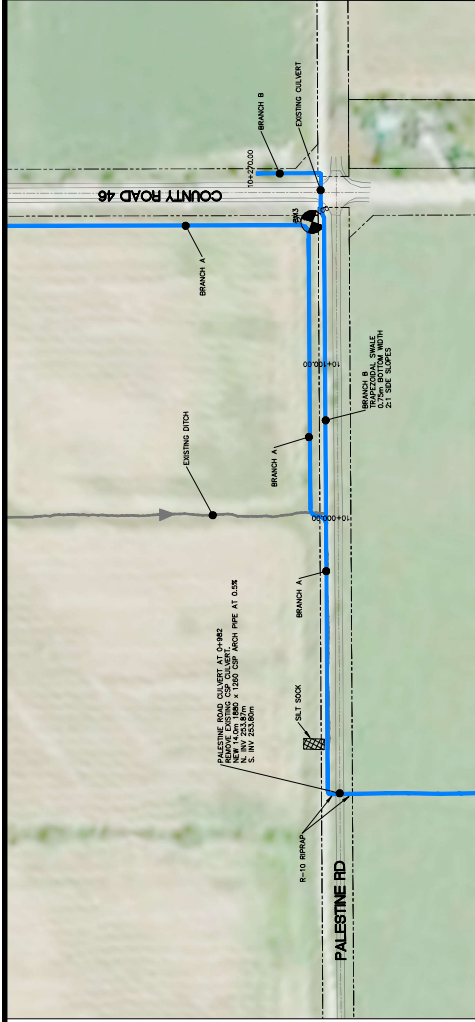 BRANCH B
EXISTING CULVERT
10+270.00
COUNTY ROAD 46
BM3
BRANCH A
10+100.00
BRANCH B
TRAPEZOIDAL SWALE
0.75m BOTTOM WIDTH
2:1 SIDE SLOPES
EXISTING DITCH
BRANCH A
10+000.00
BRANCH A
PALESTINE ROAD CULVERT AT 0+982
REMOVE EXISTING CSP CULVERT.
NEW 14.0m 1880 x 1260 CSP ARCH PIPE AT 0.5%
N. INV 253.87m
S. INV 253.80m
SILT SOCK
R-10 RIPRAP
PALESTINE RD